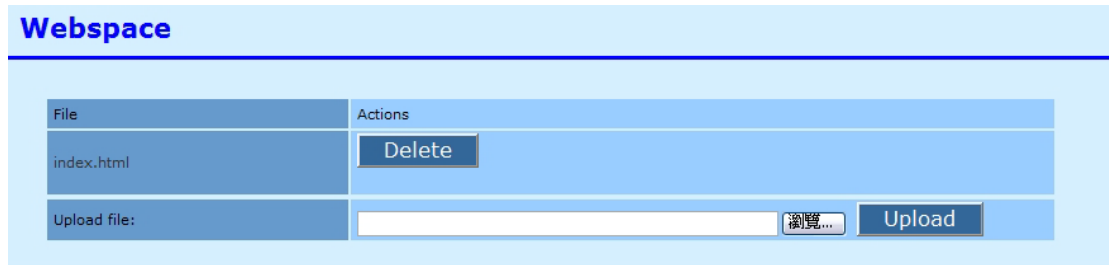 Webspace
File Actions
index.html Delete
Upload file: 瀏覽... Upload